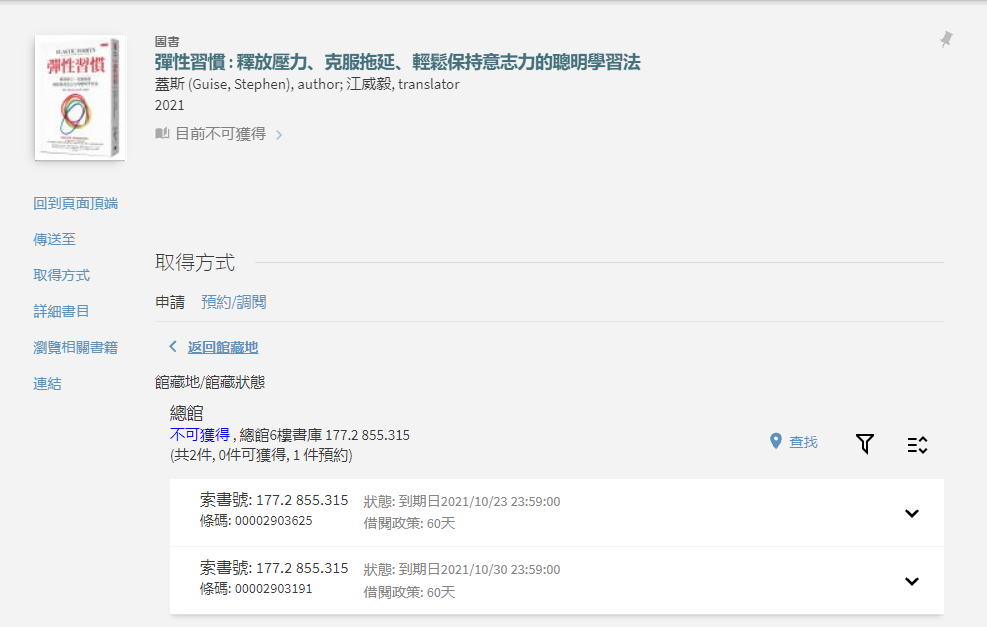 圖書
彈性習慣 : 釋放壓力、克服拖延、輕鬆保持意志力的聰明學習法
蓋斯 (Guise, Stephen), author; 江威毅, translator
2021
目前不可獲得
ELASTIC HABITS
彈性習慣
回到頁面頂端
傳送至
取得方式
詳細書目
瀏覽相關書籍
連結
取得方式
申請 預約/調閱
返回館藏地
館藏地/館藏狀態
總館
不可獲得 , 總館6樓書庫 177.2 855.315
(共2件, 0件可獲得, 1 件預約)
查找
索書號: 177.2 855.315 狀態: 到期日2021/10/23 23:59:00
條碼: 00002903625 借閱政策: 60天
索書號: 177.2 855.315 狀態: 到期日2021/10/30 23:59:00
條碼: 00002903191 借閱政策: 60天